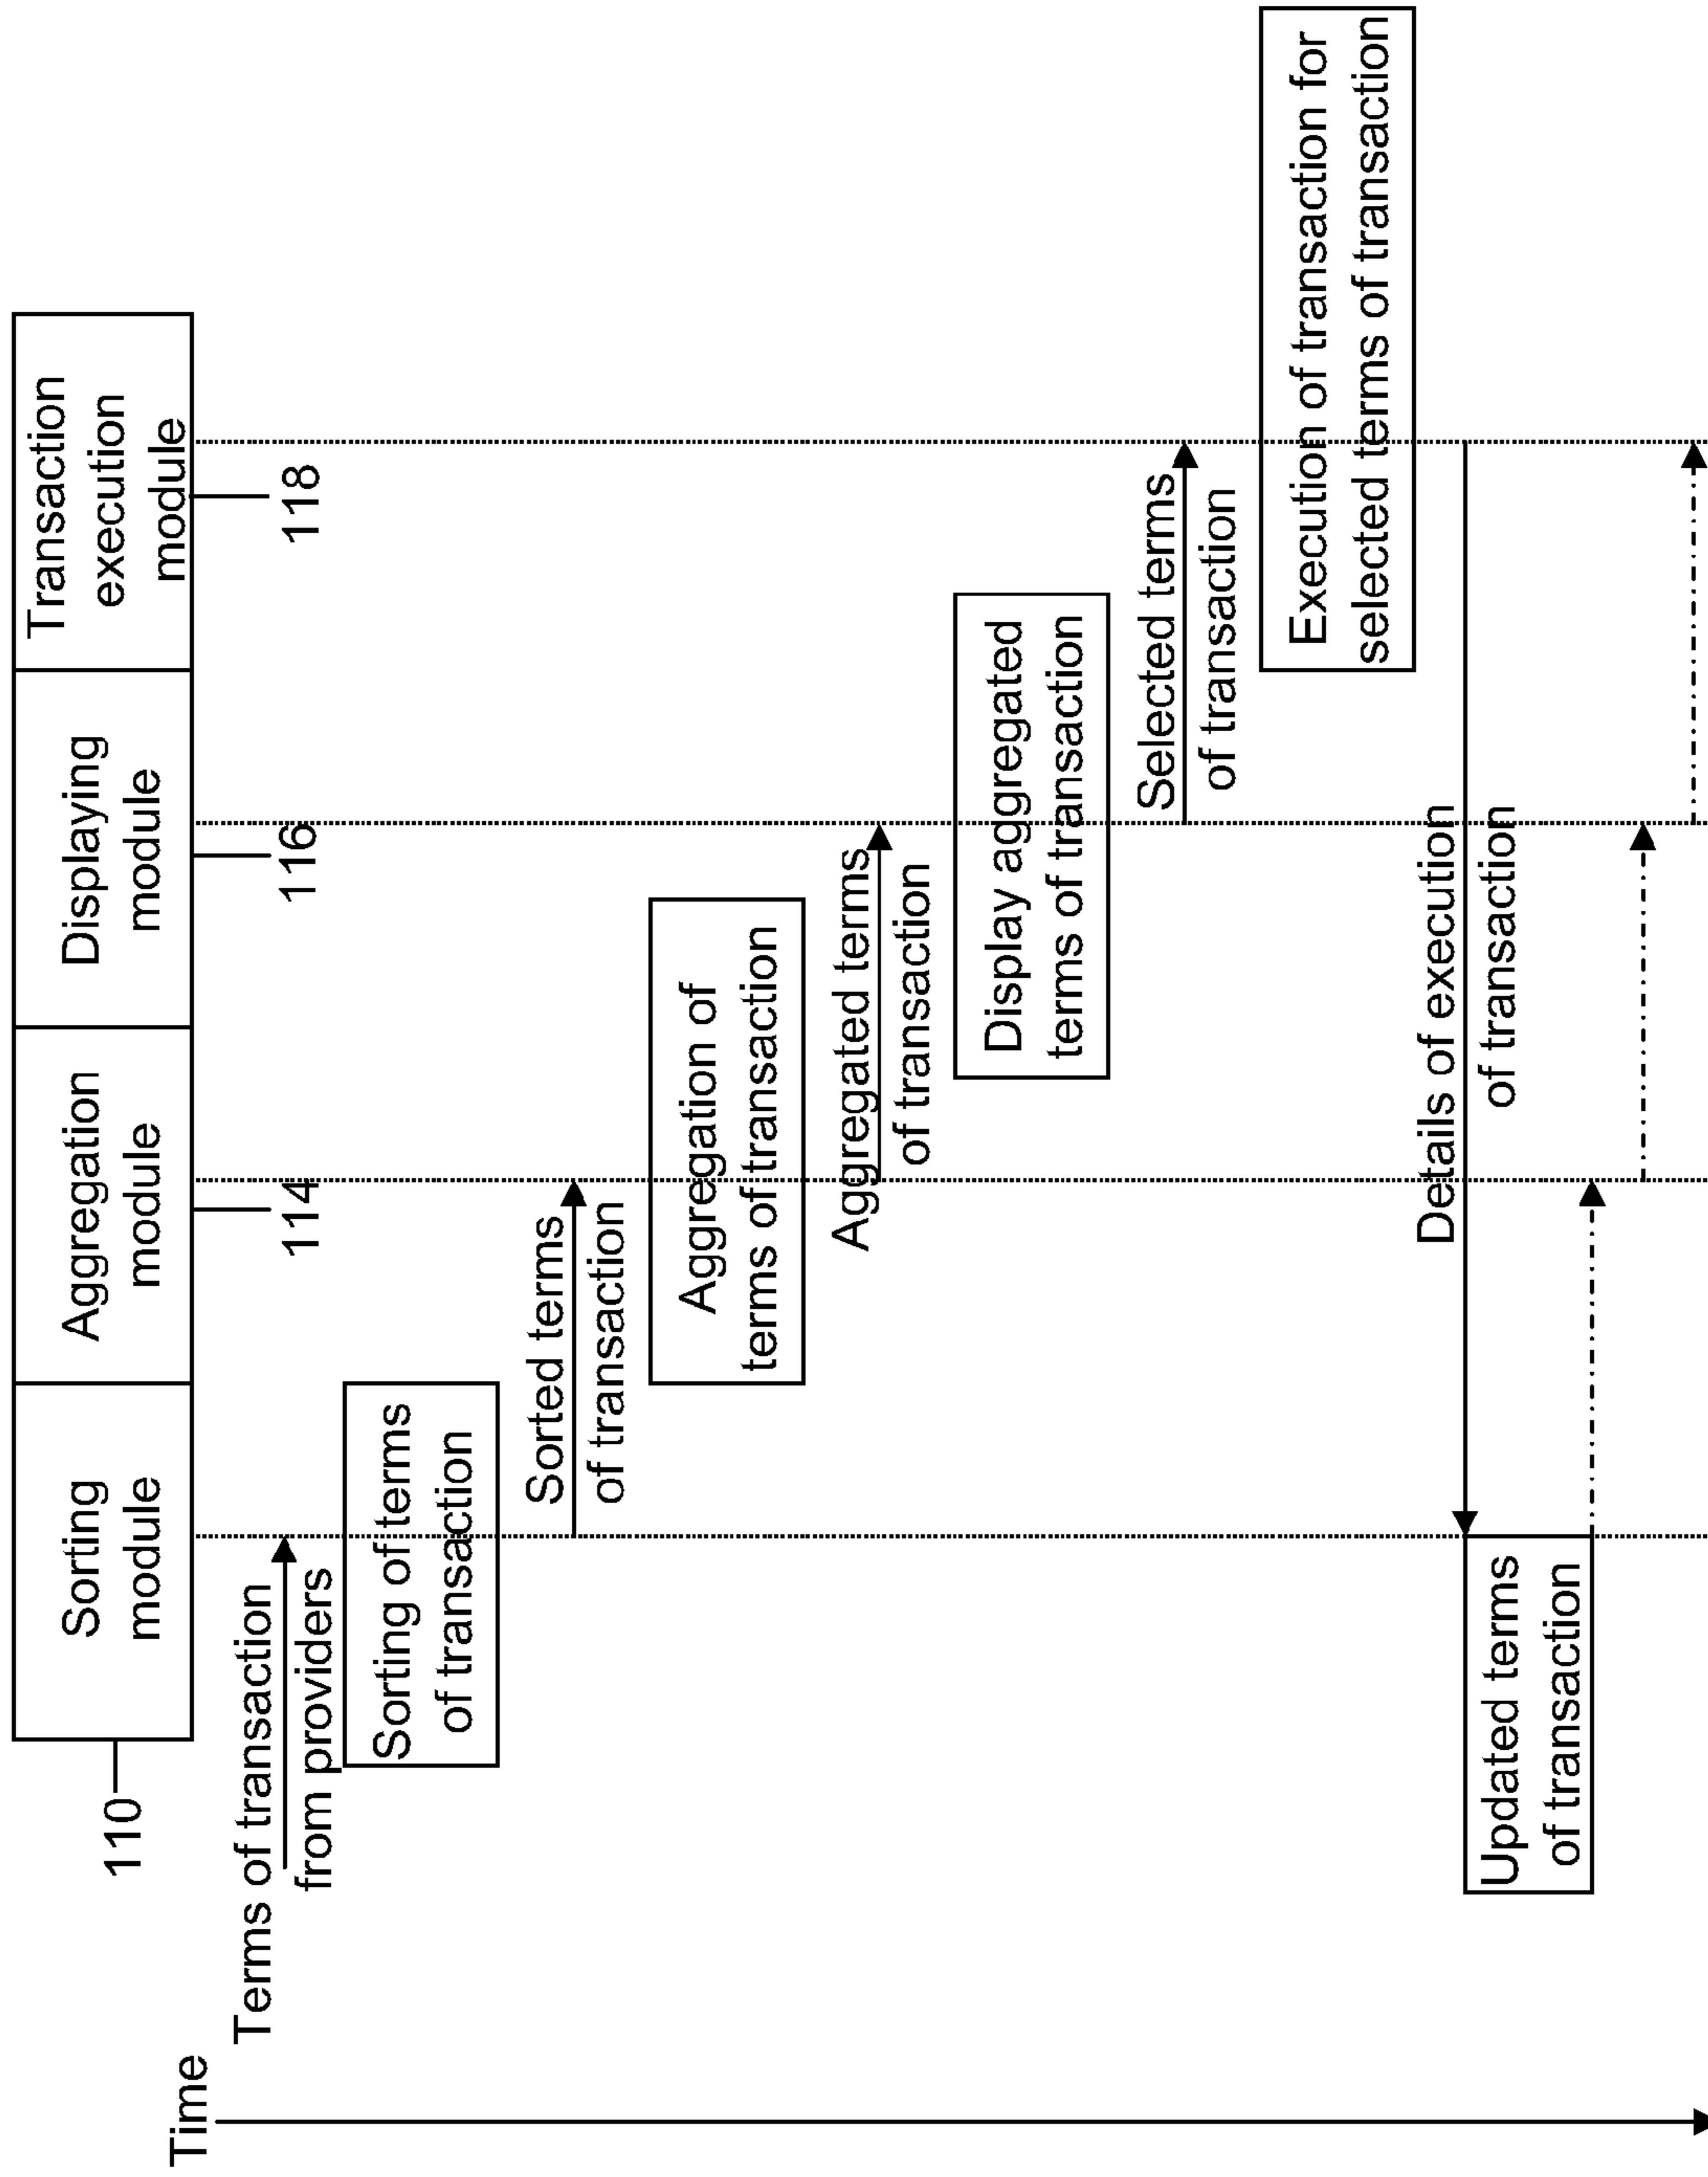 Time
110
Sorting
module
Aggregation
module
Displaying
module
Transaction
execution
module
114
116
118
Terms of transaction
from providers
Sorting of terms
of transaction
Sorted terms
of transaction
Aggregation of
terms of transaction
Aggregated terms
of transaction
Display aggregated
terms of transaction
Selected terms
of transaction
Execution of transaction for
selected terms of transaction
Details of execution
of transaction
Updated terms
of transaction